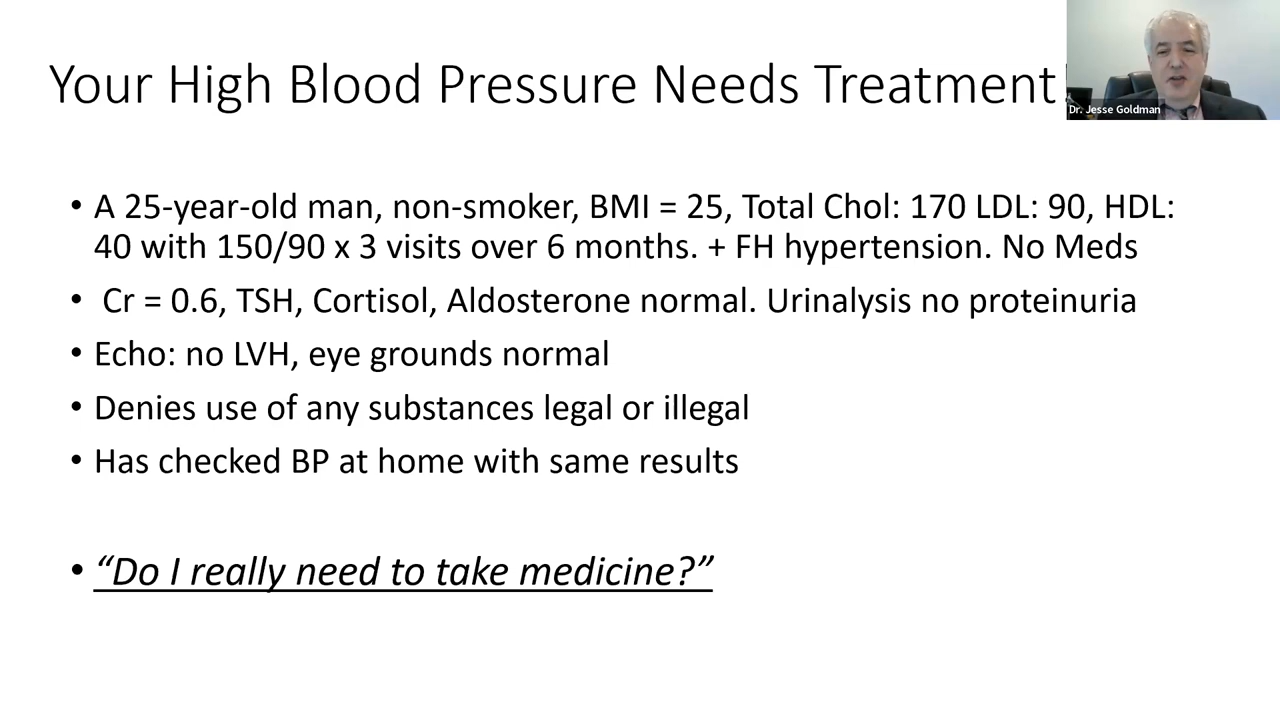 Your High Blood Pressure Needs Treatment
Dr. Jesse Goldman
• A 25-year-old man, non-smoker, BMI = 25, Total Chol: 170 LDL: 90, HDL:
40 with 150/90 x 3 visits over 6 months. + FH hypertension. No Meds
• Cr = 0.6, TSH, Cortisol, Aldosterone normal. Urinalysis no proteinuria
• Echo: no LVH, eye grounds normal
• Denies use of any substances legal or illegal
• Has checked BP at home with same results
• “Do I really need to take medicine?”